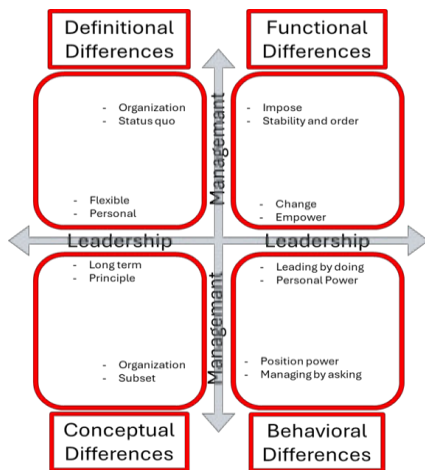 Definitional
Differences
Functional
Differences
- Organization
- Status quo
- Impose
- Stability and order
Managemant
- Flexible
- Personal
- Change
- Empower
Leadership
Leadership
- Long term
- Principle
- Leading by doing
- Personal Power
Managemant
- Organization
- Subset
- Position power
- Managing by asking
Conceptual
Differences
Behavioral
Differences